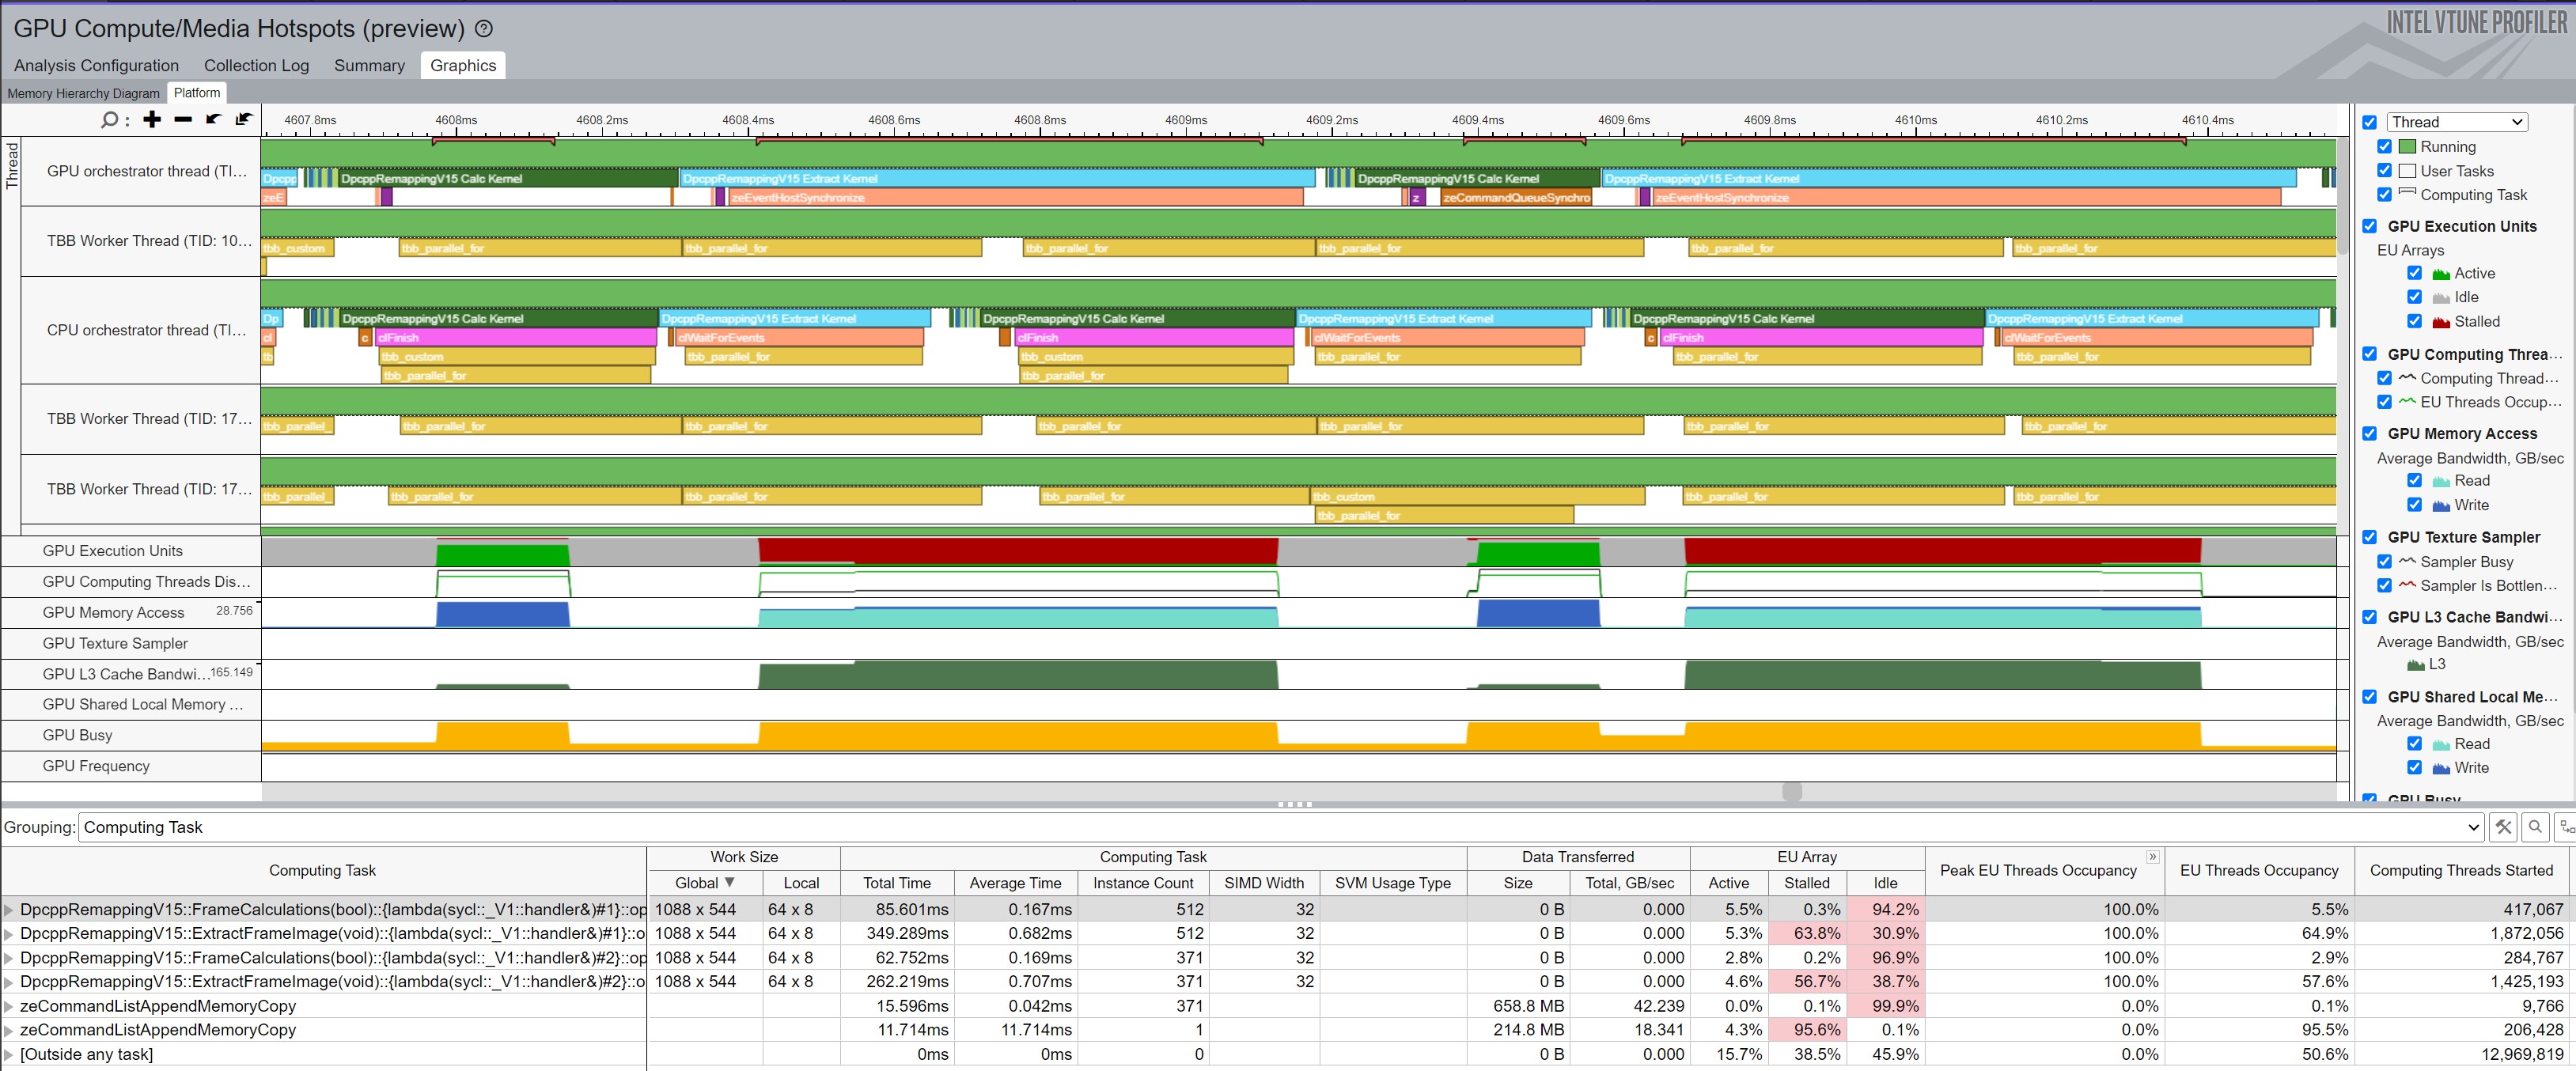 GPU Compute/Media Hotspots (preview)
INTEL VTUNE PROFILER
Analysis Configuration Collection Log Summary Graphics
Memory Hierarchy Diagram Platform
4607.8ms 4608ms 4608.2ms 4608.4ms 4608.6ms 4608.8ms 4609ms 4609.2ms 4609.4ms 4609.6ms 4609.8ms 4610ms 4610.2ms 4610.4ms
Thread
GPU orchestrator thread (TI...
Dpcpp DpcppRemappingV15 Calc Kernel DpcppRemappingV15 Extract Kernel DpcppRemappingV15 Calc Kernel DpcppRemappingV15 Extract Kernel
zeE zeEventHostSynchronize z zeCommandQueueSynchro zeEventHostSynchronize
TBB Worker Thread (TID: 10...
tbb_custom tbb_parallel_for tbb_parallel_for tbb_parallel_for tbb_parallel_for tbb_parallel_for tbb_parallel_for
CPU orchestrator thread (TI...
Dp DpcppRemappingV15 Calc Kernel DpcppRemappingV15 Extract Kernel DpcppRemappingV15 Calc Kernel DpcppRemappingV15 Extract Kernel DpcppRemappingV15 Calc Kernel DpcppRemappingV15 Extract Kernel
cl c clFinish clWaitForEvents clFinish clWaitForEvents c clFinish clWaitForEvents
tb tbb_custom tbb_parallel_for tbb_custom tbb_parallel_for tbb_parallel_for tbb_parallel_for
tbb_parallel_for tbb_parallel_for
TBB Worker Thread (TID: 17...
tbb_parallel_ tbb_parallel_for tbb_parallel_for tbb_parallel_for tbb_parallel_for tbb_parallel_for tbb_parallel_for
TBB Worker Thread (TID: 17...
tbb_parallel_ tbb_parallel_for tbb_parallel_for tbb_parallel_for tbb_custom tbb_parallel_for tbb_parallel_for
tbb_parallel_for
GPU Execution Units
GPU Computing Threads Dis...
GPU Memory Access 28.756
GPU Texture Sampler
GPU L3 Cache Bandwi... 165.149
GPU Shared Local Memory ...
GPU Busy
GPU Frequency
Thread
Running
User Tasks
Computing Task
GPU Execution Units
EU Arrays
Active
Idle
Stalled
GPU Computing Threa...
Computing Thread...
EU Threads Occup...
GPU Memory Access
Average Bandwidth, GB/sec
Read
Write
GPU Texture Sampler
Sampler Busy
Sampler Is Bottlen...
GPU L3 Cache Bandwi...
Average Bandwidth, GB/sec
L3
GPU Shared Local Me...
Average Bandwidth, GB/sec
Read
Write
GPU Busy
Grouping: Computing Task
Computing Task Work Size Computing Task Data Transferred EU Array Peak EU Threads Occupancy EU Threads Occupancy Computing Threads Started
Global Local Total Time Average Time Instance Count SIMD Width SVM Usage Type Size Total, GB/sec Active Stalled Idle
DpcppRemappingV15::FrameCalculations(bool)::{lambda(sycl::_V1::handler&)#1}::op 1088 x 544 64 x 8 85.601ms 0.167ms 512 32 0 B 0.000 5.5% 0.3% 94.2% 100.0% 5.5% 417,067
DpcppRemappingV15::ExtractFrameImage(void)::{lambda(sycl::_V1::handler&)#1}::o 1088 x 544 64 x 8 349.289ms 0.682ms 512 32 0 B 0.000 5.3% 63.8% 30.9% 100.0% 64.9% 1,872,056
DpcppRemappingV15::FrameCalculations(bool)::{lambda(sycl::_V1::handler&)#2}::op 1088 x 544 64 x 8 62.752ms 0.169ms 371 32 0 B 0.000 2.8% 0.2% 96.9% 100.0% 2.9% 284,767
DpcppRemappingV15::ExtractFrameImage(void)::{lambda(sycl::_V1::handler&)#2}::o 1088 x 544 64 x 8 262.219ms 0.707ms 371 32 0 B 0.000 4.6% 56.7% 38.7% 100.0% 57.6% 1,425,193
zeCommandListAppendMemoryCopy 15.596ms 0.042ms 371 658.8 MB 42.239 0.0% 0.1% 99.9% 0.0% 0.1% 9,766
zeCommandListAppendMemoryCopy 11.714ms 11.714ms 1 214.8 MB 18.341 4.3% 95.6% 0.1% 0.0% 95.5% 206,428
[Outside any task] 0ms 0ms 0 0 B 0.000 15.7% 38.5% 45.9% 0.0% 50.6% 12,969,819